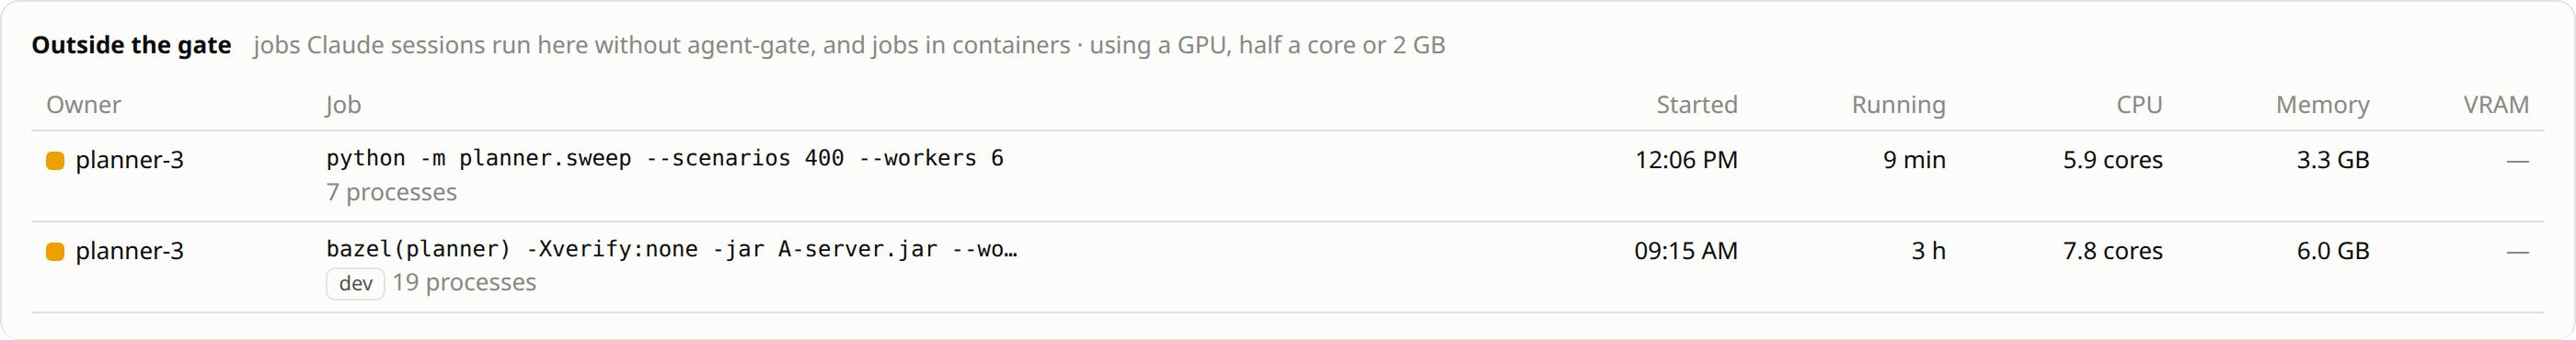 Outside the gate jobs Claude sessions run here without agent-gate, and jobs in containers · using a GPU, half a core or 2 GB
Owner Job Started Running CPU Memory VRAM
planner-3 python -m planner.sweep --scenarios 400 --workers 6 12:06 PM 9 min 5.9 cores 3.3 GB —
7 processes
planner-3 bazel(planner) -Xverify:none -jar A-server.jar --wo… 09:15 AM 3 h 7.8 cores 6.0 GB —
dev 19 processes